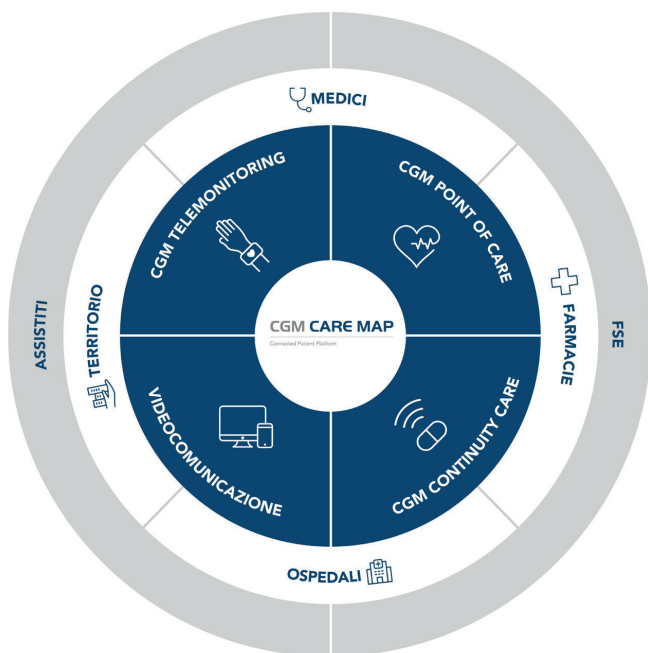 MEDICI
CGM TELEMONITORING
CGM POINT OF CARE
ASSISTITI
TERRITORIO
CGM CARE MAP
Connected Patient Platform
FARMACIE
FSE
VIDEOCOMUNICAZIONE
CGM CONTINUITY CARE
OSPEDALI